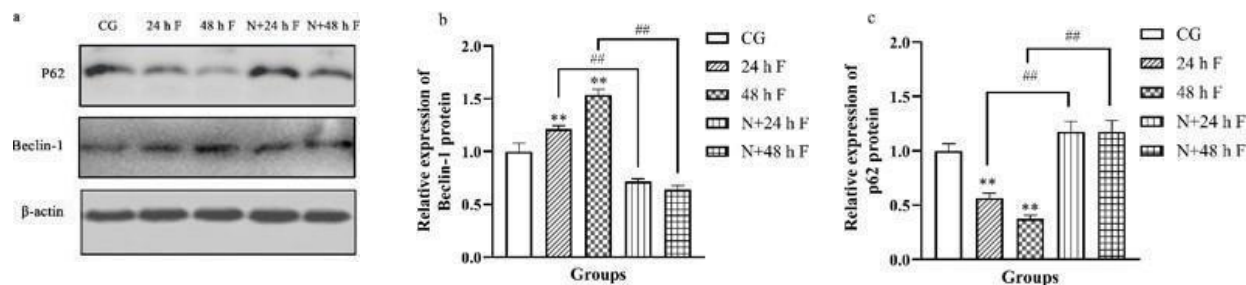 a
CG 24 h F 48 h F N+24 h F N+48 h F
P62
Beclin-1
β-actin
b
Relative expression of
Beclin-1 protein
2.0
1.5
1.0
0.5
0.0
**
**
##
##
Groups
CG
24 h F
48 h F
N+24 h F
N+48 h F
c
Relative expression of
p62 protein
2.0
1.5
1.0
0.5
0.0
**
**
##
##
Groups
CG
24 h F
48 h F
N+24 h F
N+48 h F